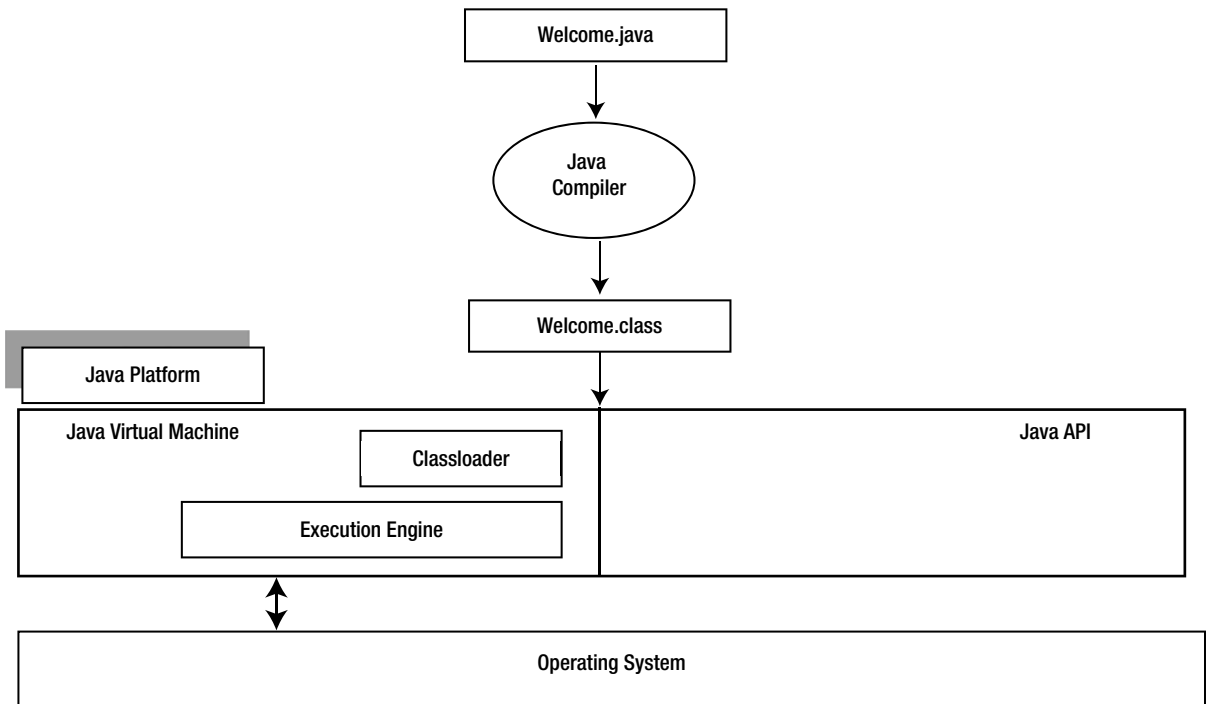 Welcome.java
Java
Compiler
Welcome.class
Java Platform
Java Virtual Machine
Java API
Classloader
Execution Engine
Operating System